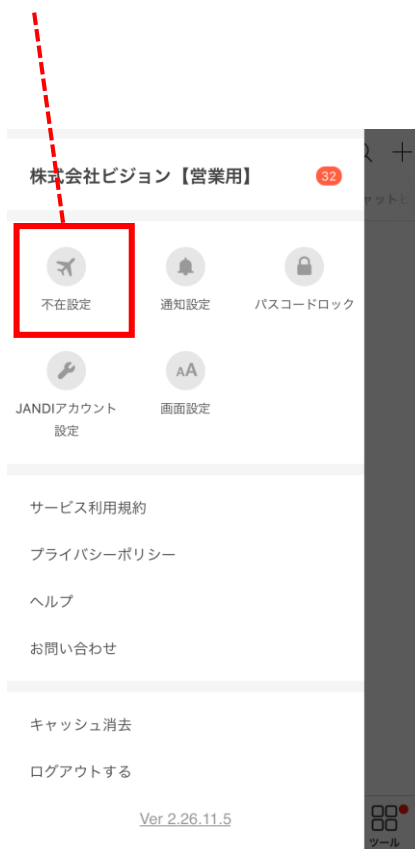 株式会社ビジョン【営業用】
32
不在設定
通知設定
パスコードロック
AA
JANDIアカウント
設定
画面設定
サービス利用規約
プライバシーポリシー
ヘルプ
お問い合わせ
キャッシュ消去
ログアウトする
Ver 2.26.11.5
ツール